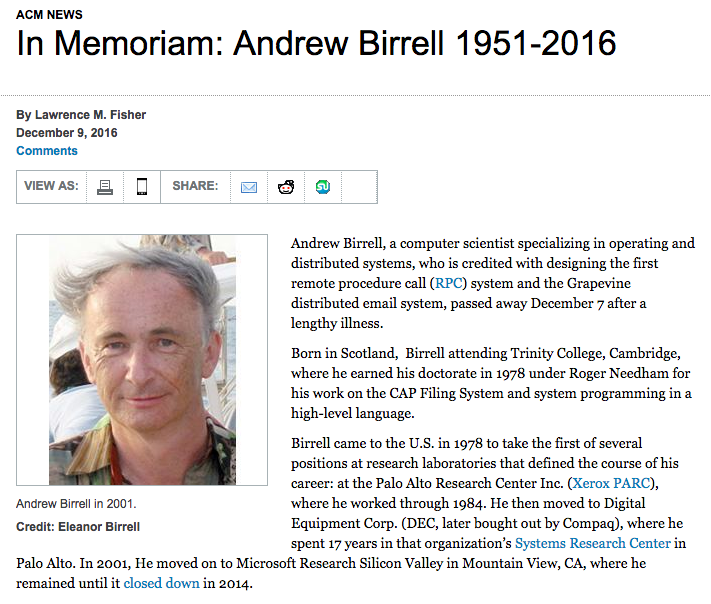 ACM NEWS
In Memoriam: Andrew Birrell 1951-2016
By Lawrence M. Fisher
December 9, 2016
Comments
VIEW AS:
SHARE:
Andrew Birrell, a computer scientist specializing in operating and
distributed systems, who is credited with designing the first
remote procedure call (RPC) system and the Grapevine
distributed email system, passed away December 7 after a
lengthy illness.
Born in Scotland,  Birrell attending Trinity College, Cambridge,
where he earned his doctorate in 1978 under Roger Needham for
his work on the CAP Filing System and system programming in a
high-level language.
Birrell came to the U.S. in 1978 to take the first of several
positions at research laboratories that defined the course of his
career: at the Palo Alto Research Center Inc. (Xerox PARC),
where he worked through 1984. He then moved to Digital
Equipment Corp. (DEC, later bought out by Compaq), where he
spent 17 years in that organization's Systems Research Center in
Palo Alto. In 2001, He moved on to Microsoft Research Silicon Valley in Mountain View, CA, where he
remained until it closed down in 2014.
Andrew Birrell in 2001.
Credit: Eleanor Birrell